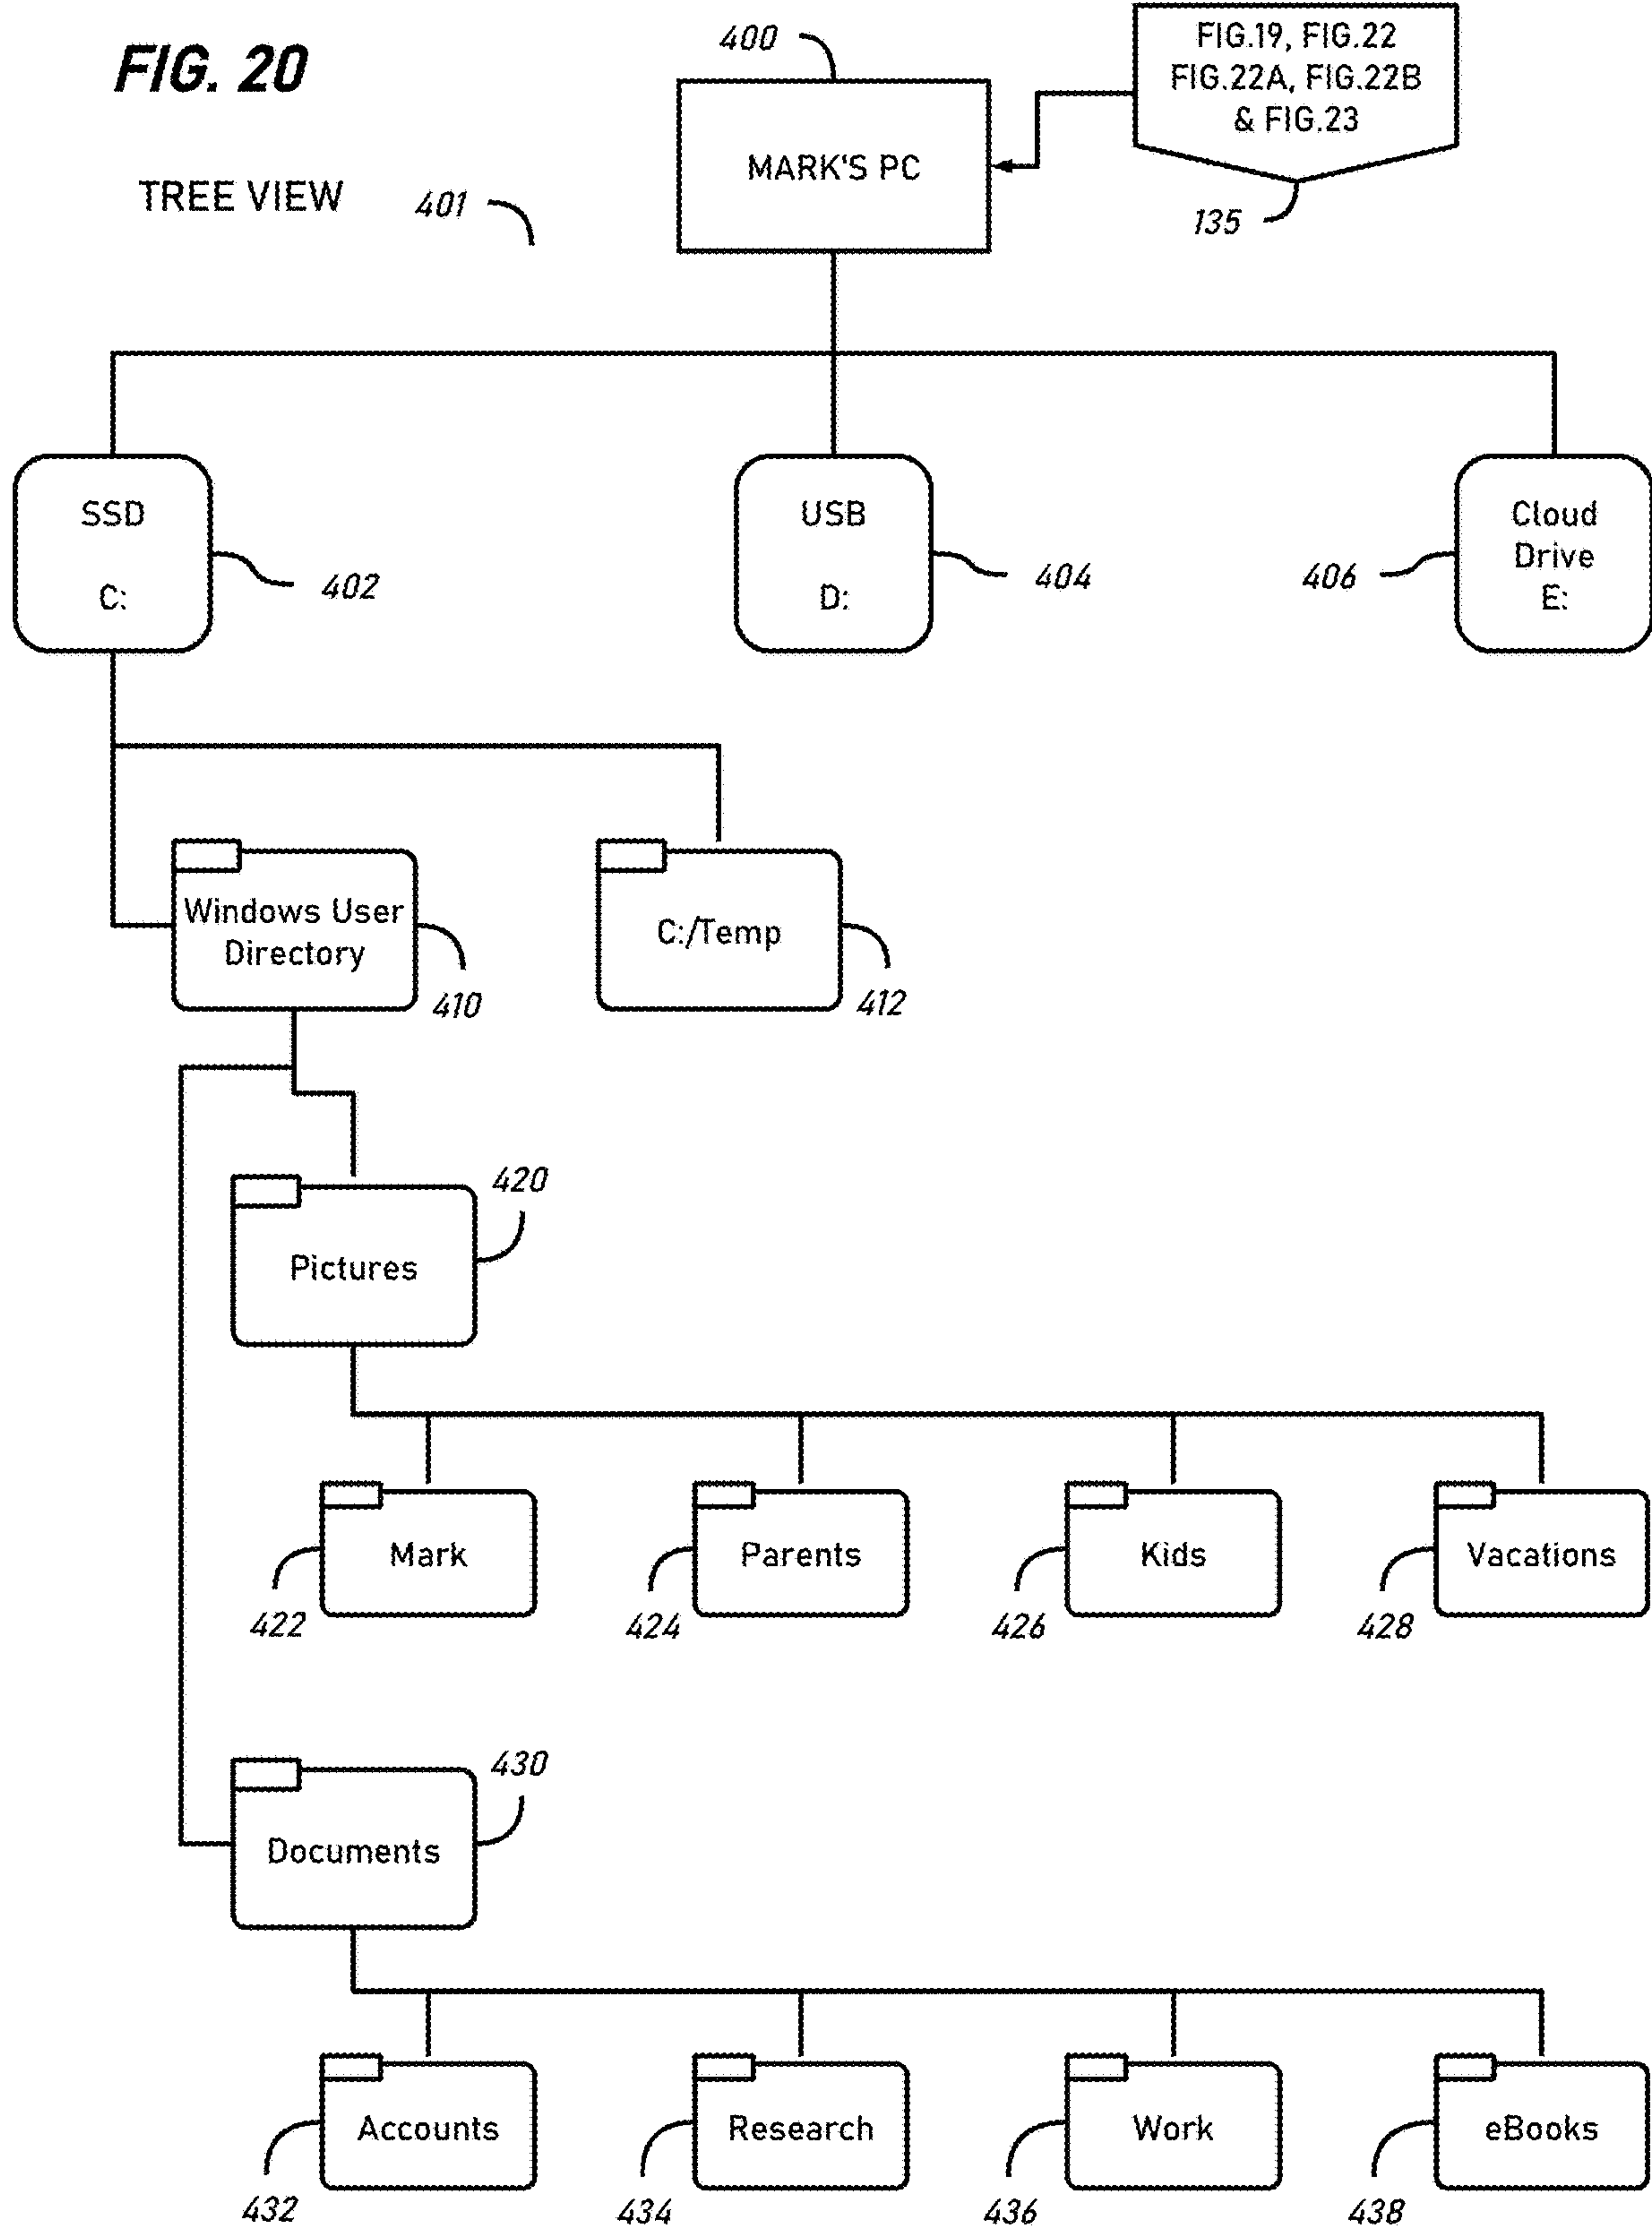 FIG. 20
TREE VIEW
401
400
MARK'S PC
FIG.19, FIG.22
FIG.22A, FIG.22B
& FIG.23
135
SSD
C:
402
USB
D:
404
406
Cloud
Drive
E:
Windows User
Directory
410
C:/Temp
412
420
Pictures
Mark
422
Parents
424
Kids
426
Vacations
428
430
Documents
Accounts
432
Research
434
Work
436
eBooks
438